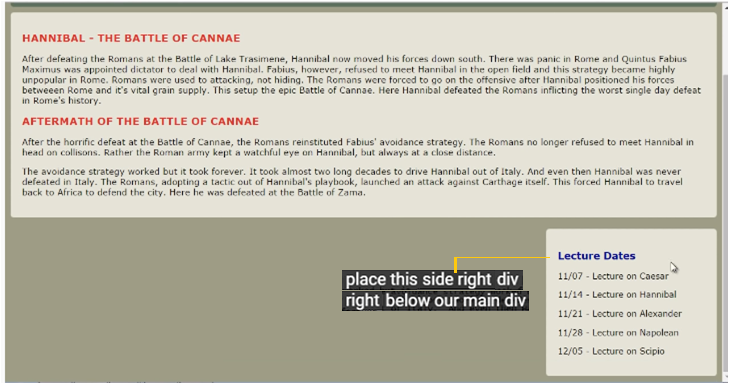 HANNIBAL - THE BATTLE OF CANNAE
After defeating the Romans at the Battle of Lake Trasimene, Hannibal now moved his forces down south. There was panic in Rome and Quintus Fabius
Maximus was appointed dictator to deal with Hannibal. Fabius, however, refused to meet Hannibal in the open field and this strategy became highly
unpopular in Rome. Romans were used to attacking, not hiding. The Romans were forced to go on the offensive after Hannibal positioned his forces
betweeen Rome and it's vital grain supply. This setup the epic Battle of Cannae. Here Hannibal defeated the Romans inflicting the worst single day defeat
in Rome's history.
AFTERMATH OF THE BATTLE OF CANNAE
After the horrific defeat at the Battle of Cannae, the Romans reinstituted Fabius' avoidance strategy. The Romans no longer refused to meet Hannibal in
head on collisons. Rather the Roman army kept a watchful eye on Hannibal, but always at a close distance.
The avoidance strategy worked but it took forever. It took almost two long decades to drive Hannibal out of Italy. And even then Hannibal was never
defeated in Italy. The Romans, adopting a tactic out of Hannibal's playbook, launched an attack against Carthage itself. This forced Hannibal to travel
back to Africa to defend the city. Here he was defeated at the Battle of Zama.
Lecture Dates
11/07 - Lecture on Caesar
11/14 - Lecture on Hannibal
11/21 - Lecture on Alexander
11/28 - Lecture on Napolean
12/05 - Lecture on Scipio
place this side right div
right below our main div